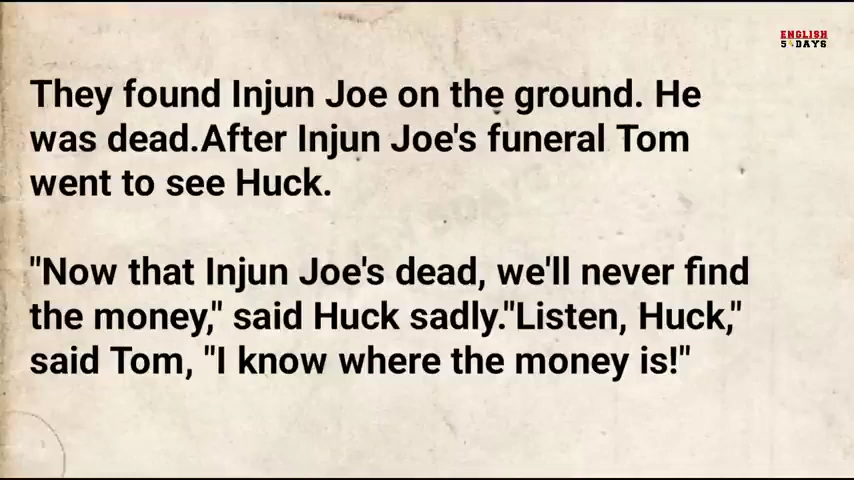 ENGLISH
5 DAYS
They found Injun Joe on the ground. He
was dead.After Injun Joe's funeral Tom
went to see Huck.
"Now that Injun Joe's dead, we'll never find
the money," said Huck sadly."Listen, Huck,"
said Tom, "I know where the money is!"